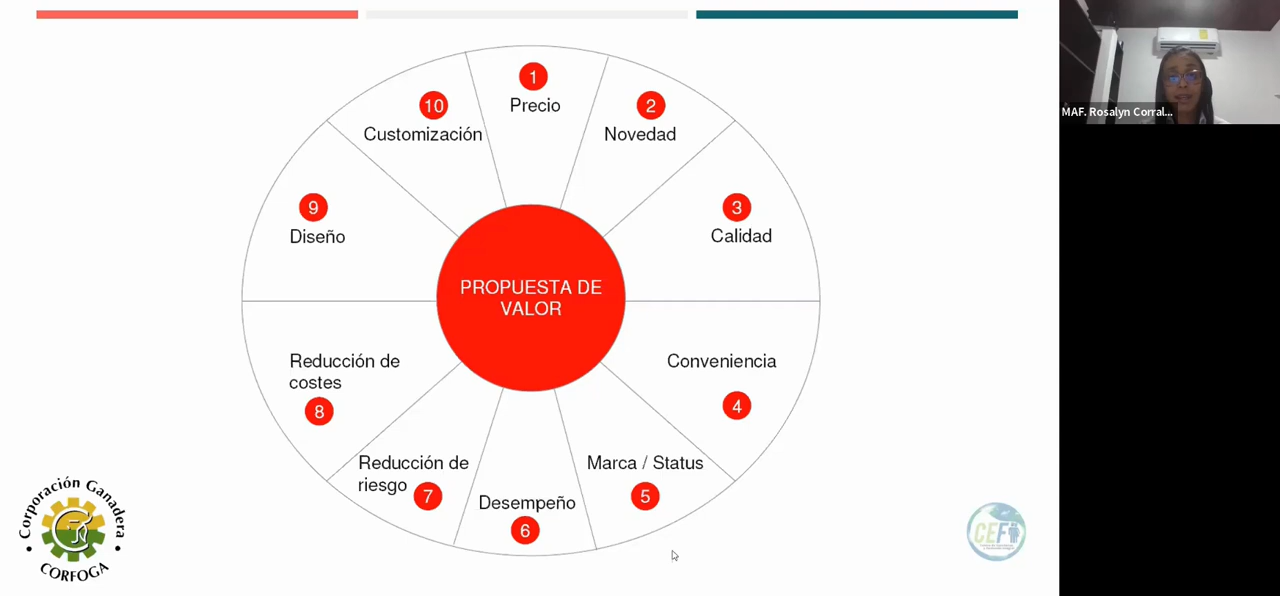 1
Precio
2
Novedad
3
Calidad
Conveniencia
4
Marca / Status
5
Desempeño
6
Reducción de
riesgo
7
Reducción de
costes
8
9
Diseño
10
Customización
PROPUESTA DE
VALOR
Corporación Ganadera
CORFOGA
CEFI
MAF. Rosalyn Corral...